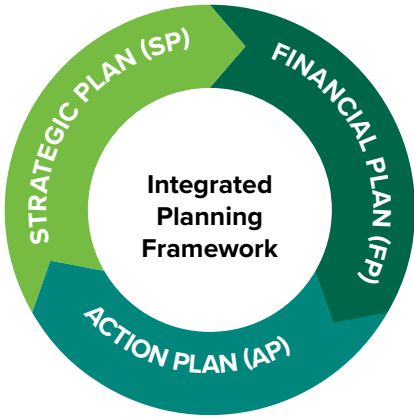 STRATEGIC PLAN (SP)
FINANCIAL PLAN (FP)
Integrated
Planning
Framework
ACTION PLAN (AP)